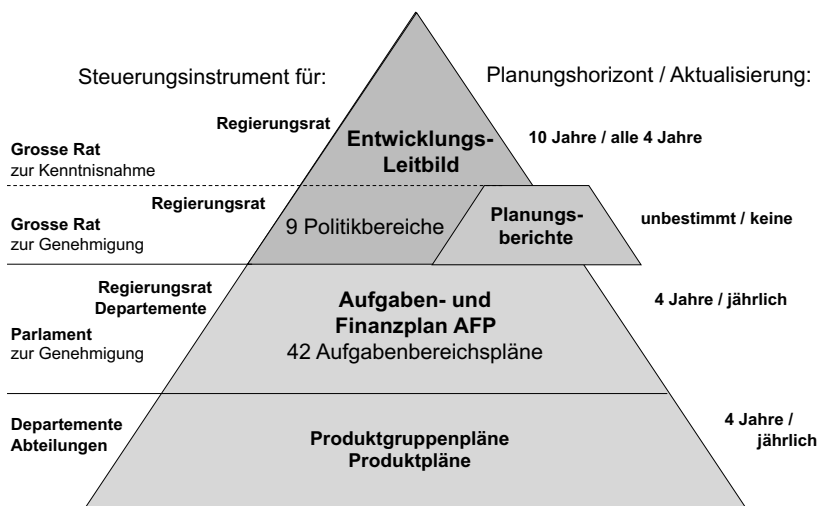 Steuerungsinstrument für:
Planungshorizont / Aktualisierung:
Regierungsrat
Grosse Rat
zur Kenntnisnahme
Entwicklungs-
Leitbild
10 Jahre / alle 4 Jahre
Regierungsrat
Grosse Rat
zur Genehmigung
9 Politikbereiche
Planungs-
berichte
unbestimmt / keine
Regierungsrat
Departemente
Parlament
zur Genehmigung
Aufgaben- und
Finanzplan AFP
42 Aufgabenbereichspläne
4 Jahre / jährlich
Departemente
Abteilungen
Produktgruppenpläne
Produktpläne
4 Jahre /
jährlich